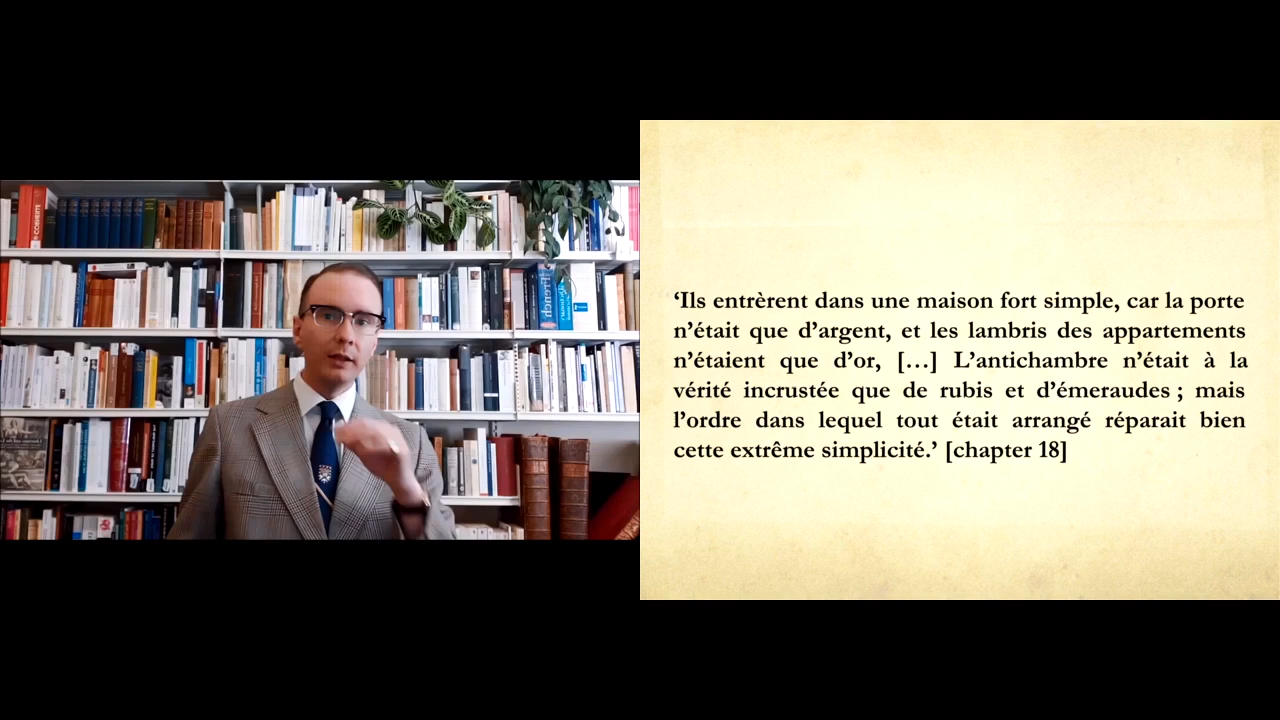 ‘Ils entrèrent dans une maison fort simple, car la porte
n’était que d’argent, et les lambris des appartements
n’étaient que d’or, […] L’antichambre n’était à la
vérité incrustée que de rubis et d’émeraudes ; mais
l’ordre dans lequel tout était arrangé réparait bien
cette extrême simplicité.’ [chapter 18]
French